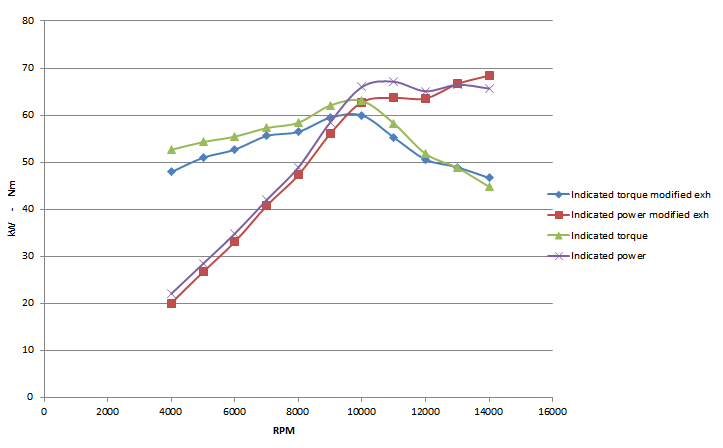 80
70
60
50
40
30
20
10
0
kW - Nm
0 2000 4000 6000 8000 10000 12000 14000 16000
RPM
Indicated torque modified exh
Indicated power modified exh
Indicated torque
Indicated power